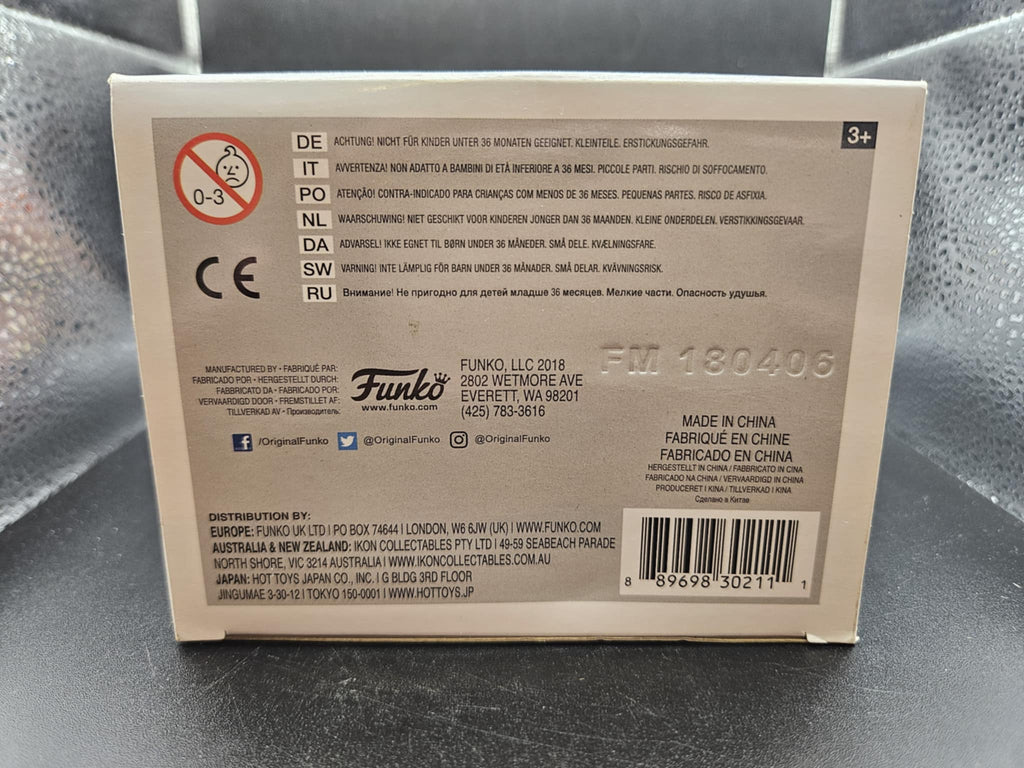 3+
0-3
DE ACHTUNG! NICHT FÜR KINDER UNTER 36 MONATEN GEEIGNET. KLEINTEILE. ERSTICKUNGSGEFAHR.
IT AVVERTENZA! NON ADATTO A BAMBINI DI ETÀ INFERIORE A 36 MESI. PICCOLE PARTI. RISCHIO DI SOFFOCAMENTO.
PO ATENÇÃO! CONTRA-INDICADO PARA CRIANÇAS COM MENOS DE 36 MESES. PEQUENAS PARTES. RISCO DE ASFIXIA.
NL WAARSCHUWING! NIET GESCHIKT VOOR KINDEREN JONGER DAN 36 MAANDEN. KLEINE ONDERDELEN. VERSTIKKINGSGEVAAR.
DA ADVARSEL! IKKE EGNET TIL BØRN UNDER 36 MÅNEDER. SMÅ DELE. KVÆLNINGSFARE.
SW VARNING! INTE LÄMPLIG FÖR BARN UNDER 36 MÅNADER. SMÅ DELAR. KVÄVNINGSRISK.
RU Внимание! Не пригодно для детей младше 36 месяцев. Мелкие части. Опасность удушья.
CE
MANUFACTURED BY • FABRIQUÉ PAR:
FABRICADO POR • HERGESTELLT DURCH:
FABBRICATO DA • FABRICADO POR:
VERVAARDIGD DOOR • FREMSTILLET AF:
TILLVERKAD AV • Производитель:
Funko
www.funko.com
FUNKO, LLC 2018
2802 WETMORE AVE
EVERETT, WA 98201
(425) 783-3616
FM 180406
/OriginalFunko @OriginalFunko @OriginalFunko
MADE IN CHINA
FABRIQUÉ EN CHINE
FABRICADO EN CHINA
HERGESTELLT IN CHINA / FABBRICATO IN CINA
FABRICADO NA CHINA / VERVAARDIGD IN CHINA
PRODUCERET I KINA / TILLVERKAD I KINA
Сделано в Китае
DISTRIBUTION BY:
EUROPE: FUNKO UK LTD | PO BOX 74644 | LONDON, W6 6JW (UK) | WWW.FUNKO.COM
AUSTRALIA & NEW ZEALAND: IKON COLLECTABLES PTY LTD | 49-59 SEABEACH PARADE
NORTH SHORE, VIC 3214 AUSTRALIA | WWW.IKONCOLLECTABLES.COM.AU
JAPAN: HOT TOYS JAPAN CO., INC. | G BLDG 3RD FLOOR
JINGUMAE 3-30-12 | TOKYO 150-0001 | WWW.HOTTOYS.JP
8 89698 30211 1